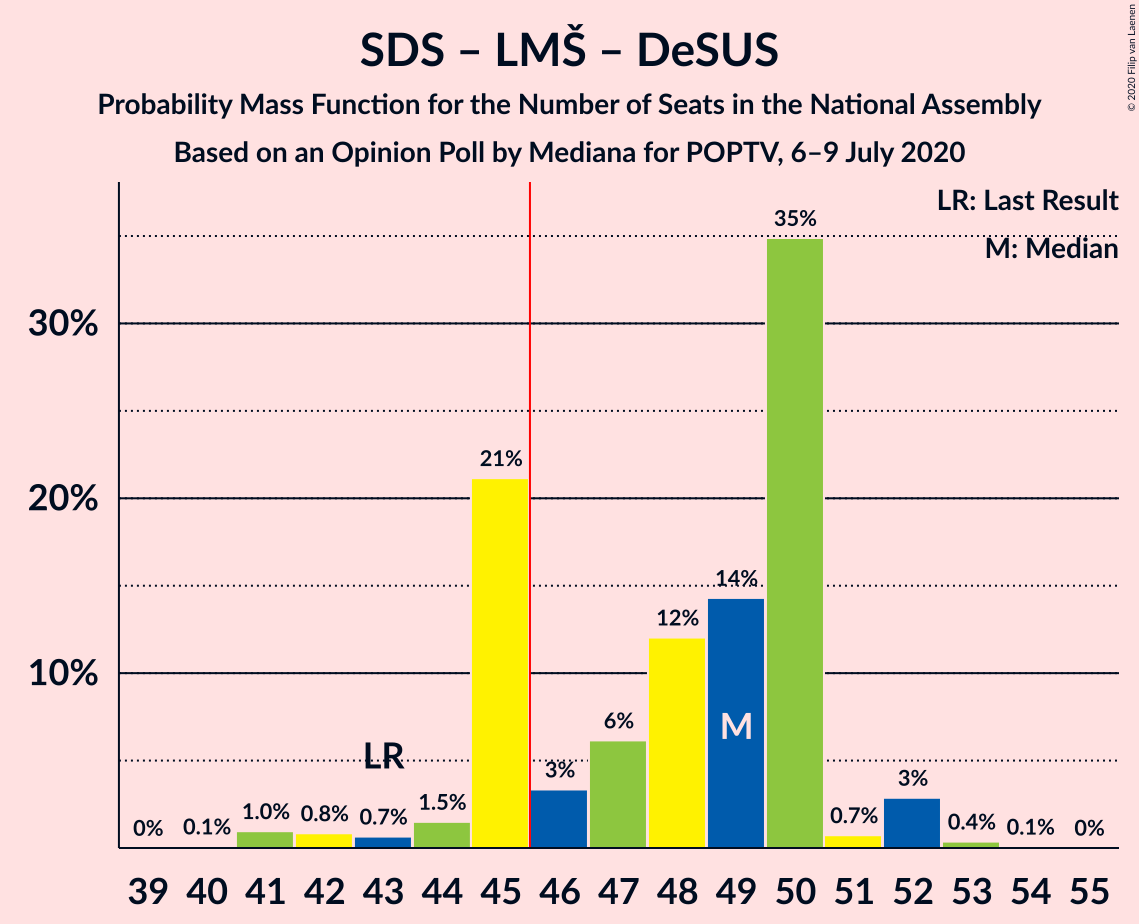 SDS – LMŠ – DeSUS
Probability Mass Function for the Number of Seats in the National Assembly
Based on an Opinion Poll by Mediana for POPTV, 6–9 July 2020
© 2020 Filip van Laenen
LR: Last Result
M: Median
30%
20%
10%
0%
0.1%
1.0%
0.8%
0.7%
1.5%
21%
3%
6%
12%
14%
35%
0.7%
3%
0.4%
0.1%
0%
LR
M
39 40 41 42 43 44 45 46 47 48 49 50 51 52 53 54 55